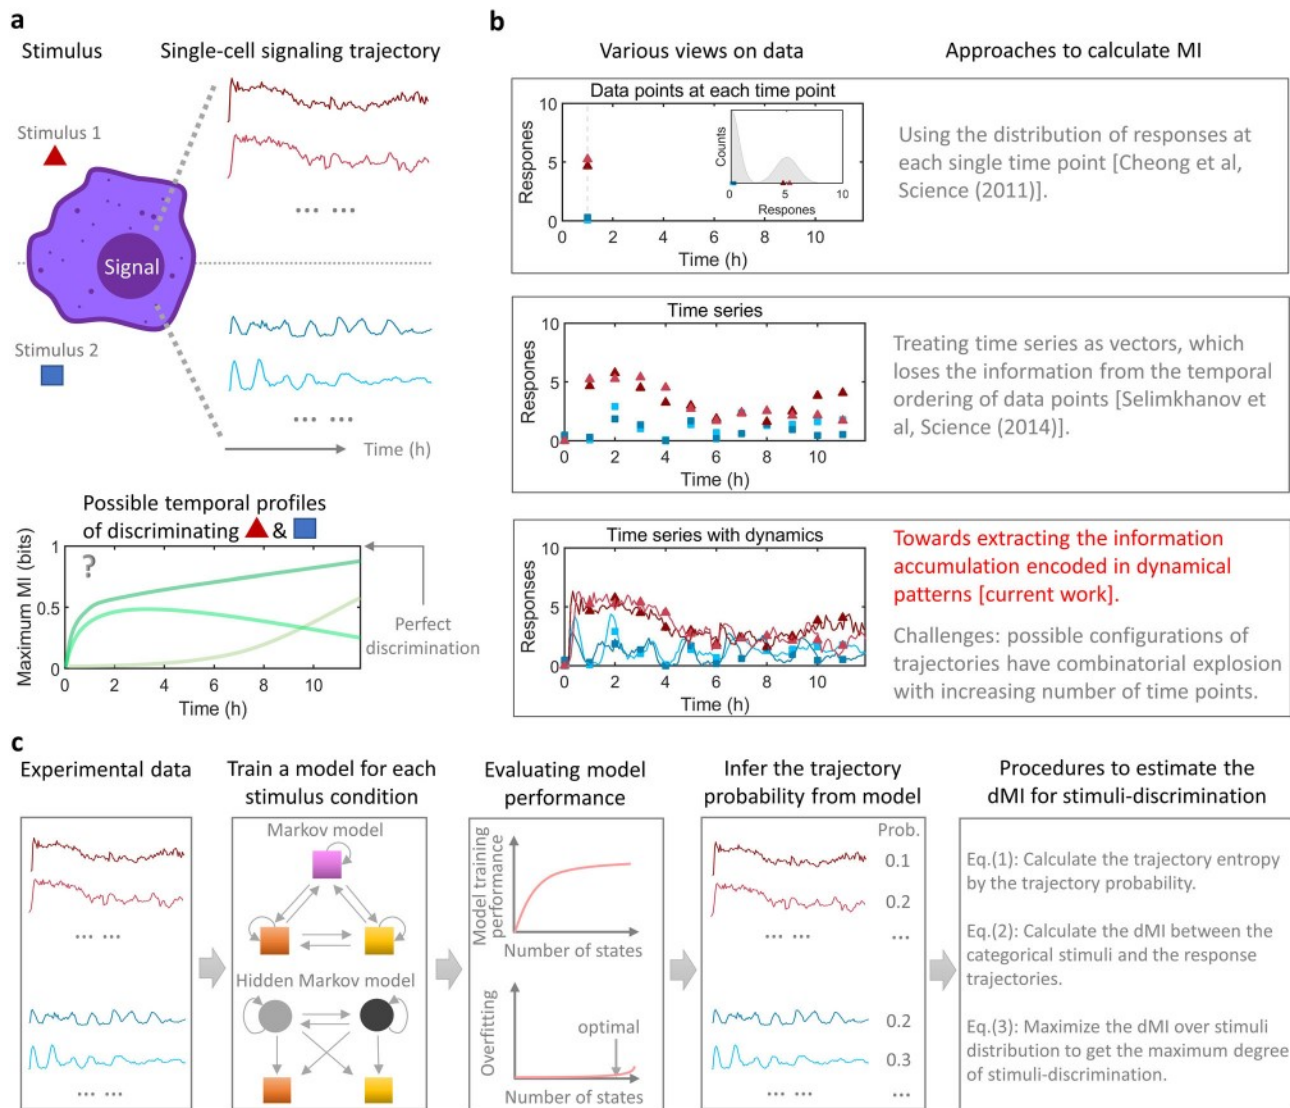 a
Stimulus
Single-cell signaling trajectory
Stimulus 1
... ...
Signal
Stimulus 2
... ...
Time (h)
Possible temporal profiles
of discriminating & 
Maximum MI (bits)
1
0.5
0
?
0 2 4 6 8 10
Time (h)
Perfect
discrimination
b
Various views on data
Approaches to calculate MI
Data points at each time point
Respones
10
5
0
Counts
0 5 10
Respones
0 2 4 6 8 10
Time (h)
Using the distribution of responses at
each single time point [Cheong et al,
Science (2011)].
Time series
Respones
10
5
0
0 2 4 6 8 10
Time (h)
Treating time series as vectors, which
loses the information from the temporal
ordering of data points [Selimkhanov et
al, Science (2014)].
Time series with dynamics
Responses
10
5
0
0 2 4 6 8 10
Time (h)
Towards extracting the information
accumulation encoded in dynamical
patterns [current work].
Challenges: possible configurations of
trajectories have combinatorial explosion
with increasing number of time points.
c
Experimental data
... ...
... ...
Train a model for each
stimulus condition
Markov model
Hidden Markov model
Evaluating model
performance
Model training
performance
Number of states
Overfitting
optimal
Number of states
Infer the trajectory
probability from model
Prob.
0.1
0.2
... ... ...
0.2
0.3
... ... ...
Procedures to estimate the
dMI for stimuli-discrimination
Eq.(1): Calculate the trajectory entropy
by the trajectory probability.
Eq.(2): Calculate the dMI between the
categorical stimuli and the response
trajectories.
Eq.(3): Maximize the dMI over stimuli
distribution to get the maximum degree
of stimuli-discrimination.